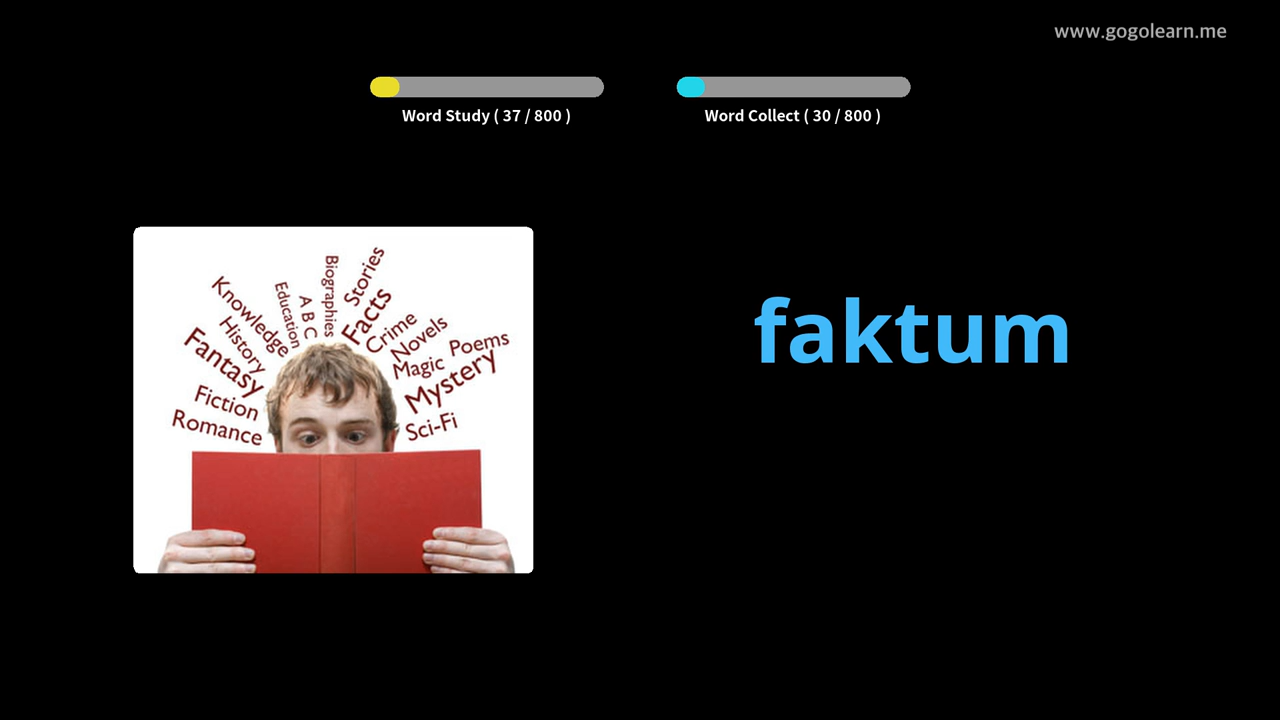 www.gogolearn.me
Word Study ( 37 / 800 )
Word Collect ( 30 / 800 )
faktum
Biographies
Stories
Education
A B C
Facts
Knowledge
Crime
History
Novels
Poems
Fantasy
Magic
Mystery
Fiction
Romance
Sci-Fi